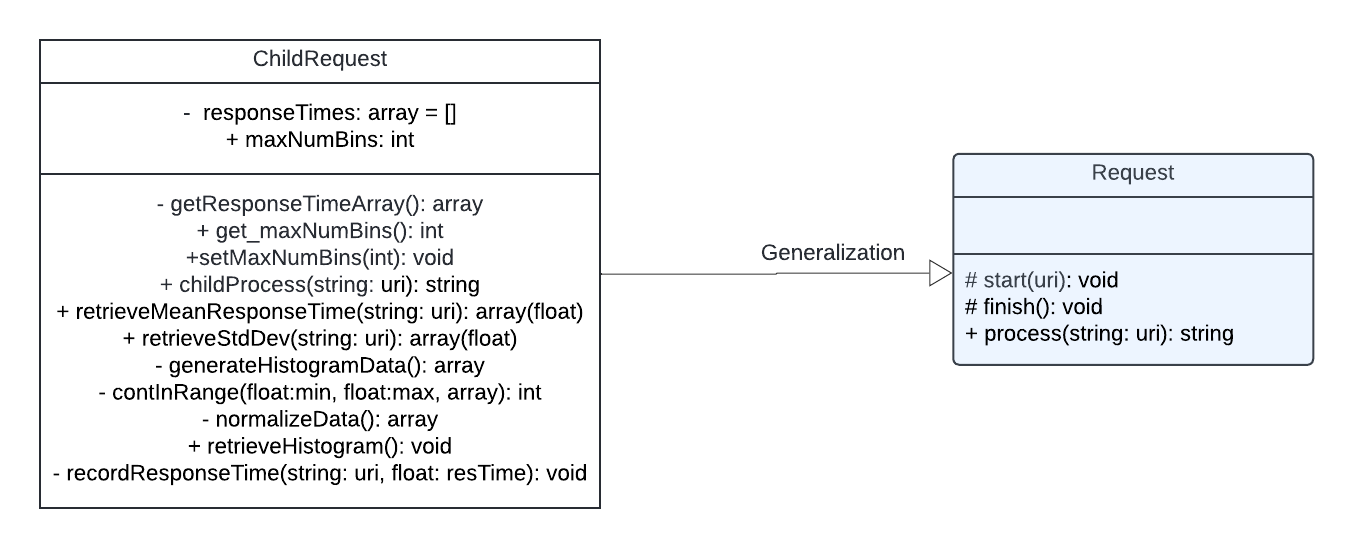 ChildRequest
- responseTimes: array = []
+ maxNumBins: int
- getResponseTimeArray(): array
+ get_maxNumBins(): int
+setMaxNumBins(int): void
+ childProcess(string: uri): string
+ retrieveMeanResponseTime(string: uri): array(float)
+ retrieveStdDev(string: uri): array(float)
- generateHistogramData(): array
- contInRange(float:min, float:max, array): int
- normalizeData(): array
+ retrieveHistogram(): void
- recordResponseTime(string: uri, float: resTime): void
Generalization
Request
# start(uri): void
# finish(): void
+ process(string: uri): string